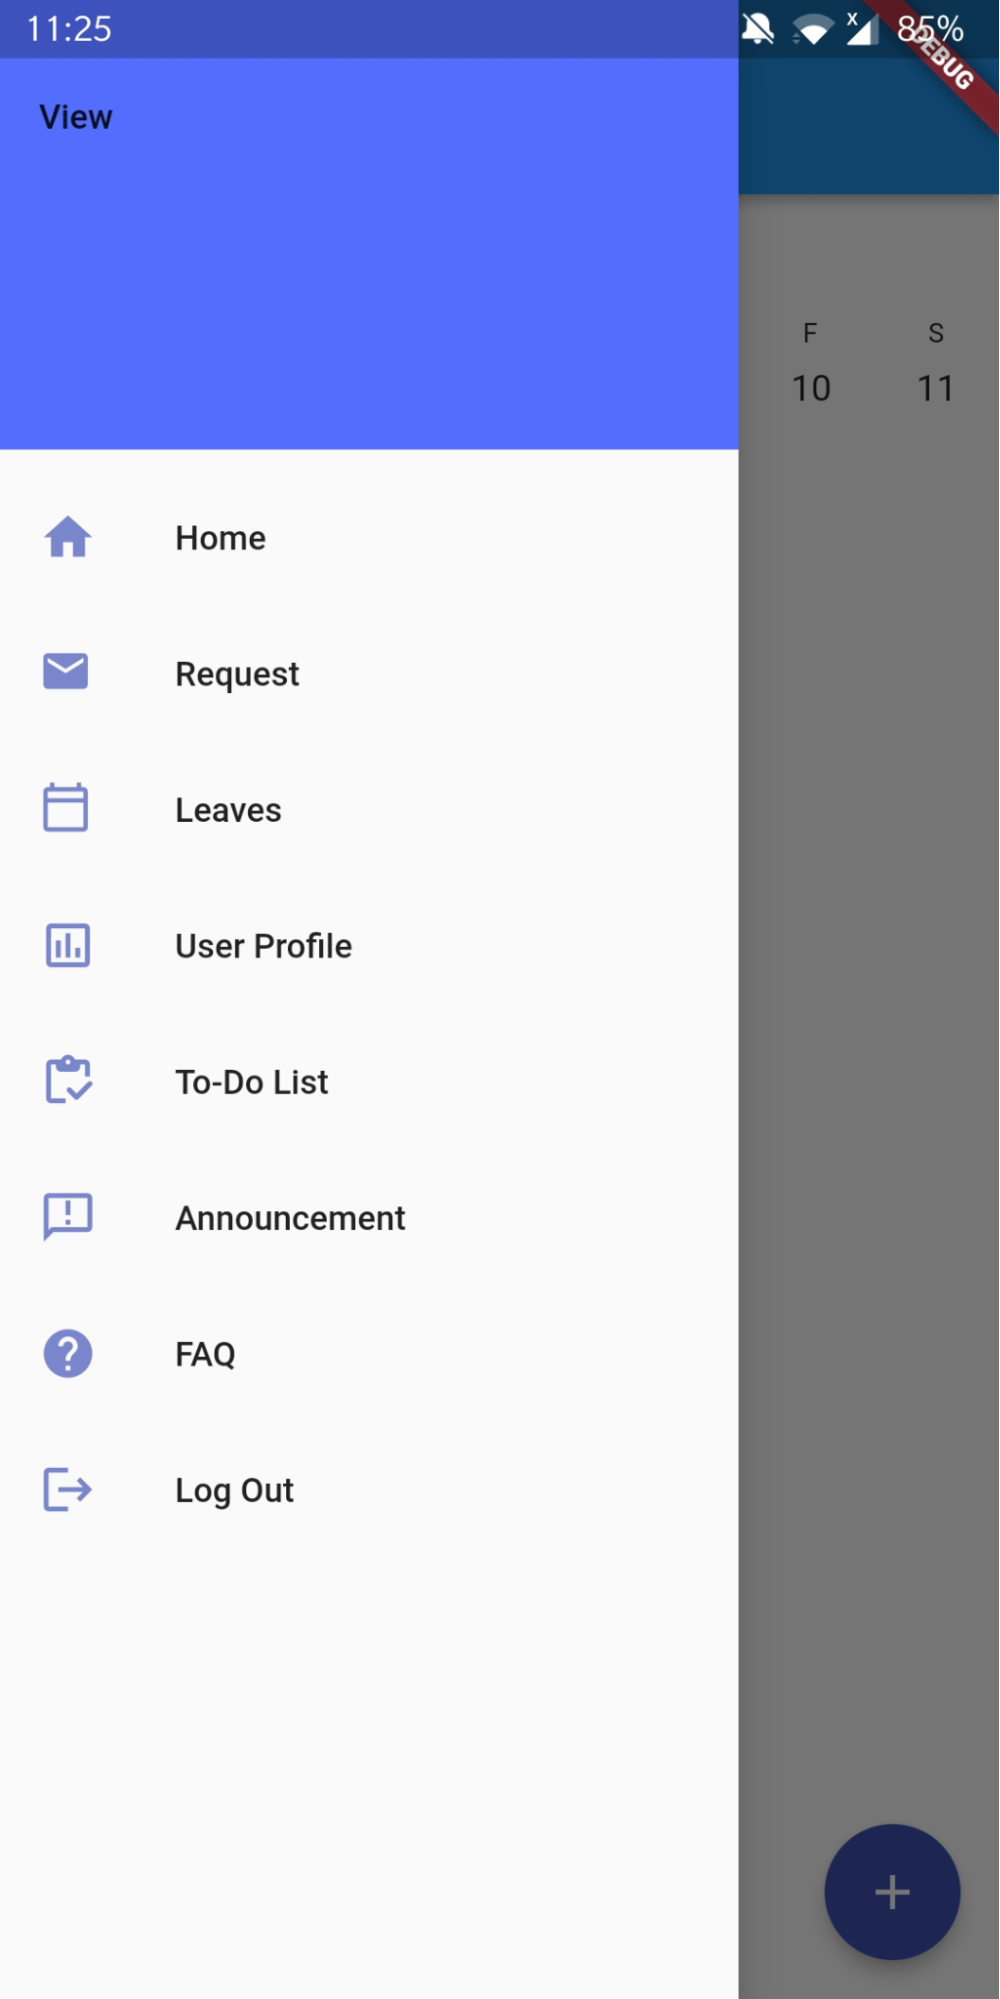 11:25
x
85%
DEBUG
View
F S
10 11
Home
Request
Leaves
User Profile
To-Do List
Announcement
FAQ
Log Out